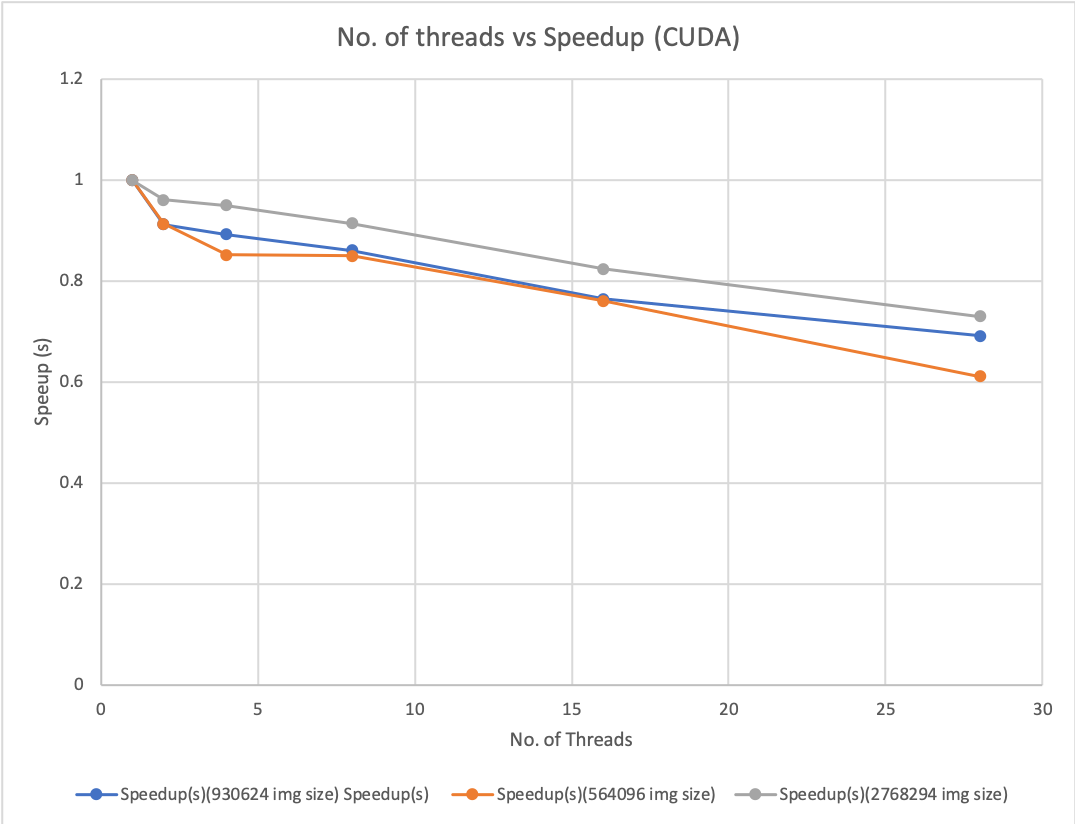 No. of threads vs Speedup (CUDA)
1.2
1
0.8
0.6
0.4
0.2
0
Speeup (s)
0 5 10 15 20 25 30
No. of Threads
Speedup(s)(930624 img size) Speedup(s) Speedup(s)(564096 img size) Speedup(s)(2768294 img size)